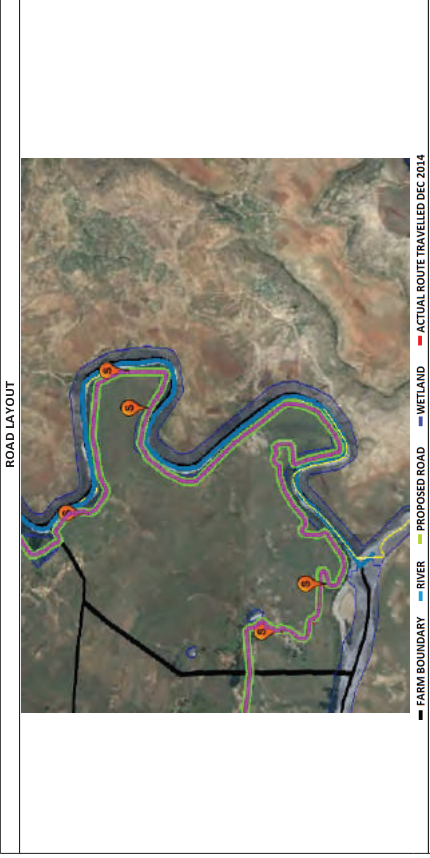 ROAD LAYOUT
S
S
S
S
S
FARM BOUNDARY RIVER PROPOSED ROAD WETLAND ACTUAL ROUTE TRAVELLED DEC 2014